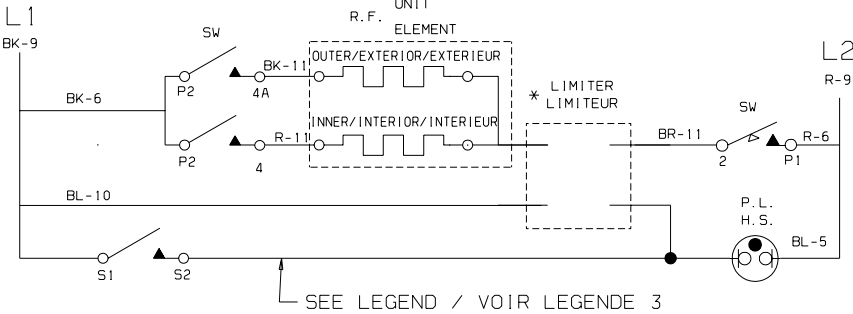 L1
UNIT
R.F.
ELEMENT
SW
BK-9
OUTER/EXTERIOR/EXTERIEUR
BK-11
L2
P2
4A
* LIMITER
LIMITEUR
R-9
BK-6
SW
INNER/INTERIOR/INTERIEUR
R-11
BR-11
R-6
P2
4
2
P1
BL-10
P.L.
H.S.
BL-5
S1
S2
SEE LEGEND / VOIR LEGENDE 3